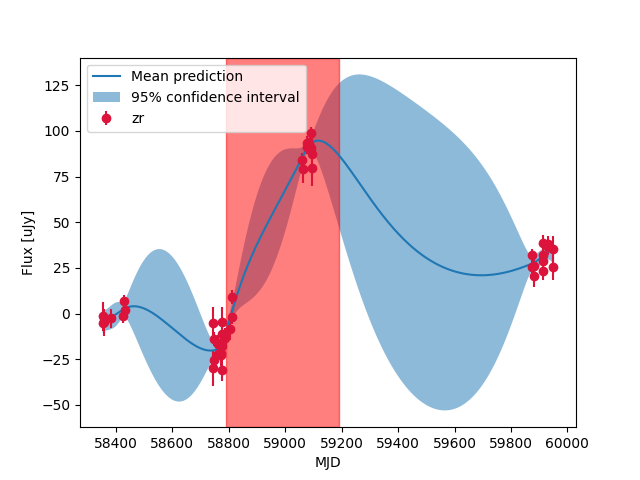 Mean prediction
95% confidence interval
zr
125
100
75
50
25
0
−25
−50
Flux [uJy]
58400 58600 58800 59000 59200 59400 59600 59800 60000
MJD